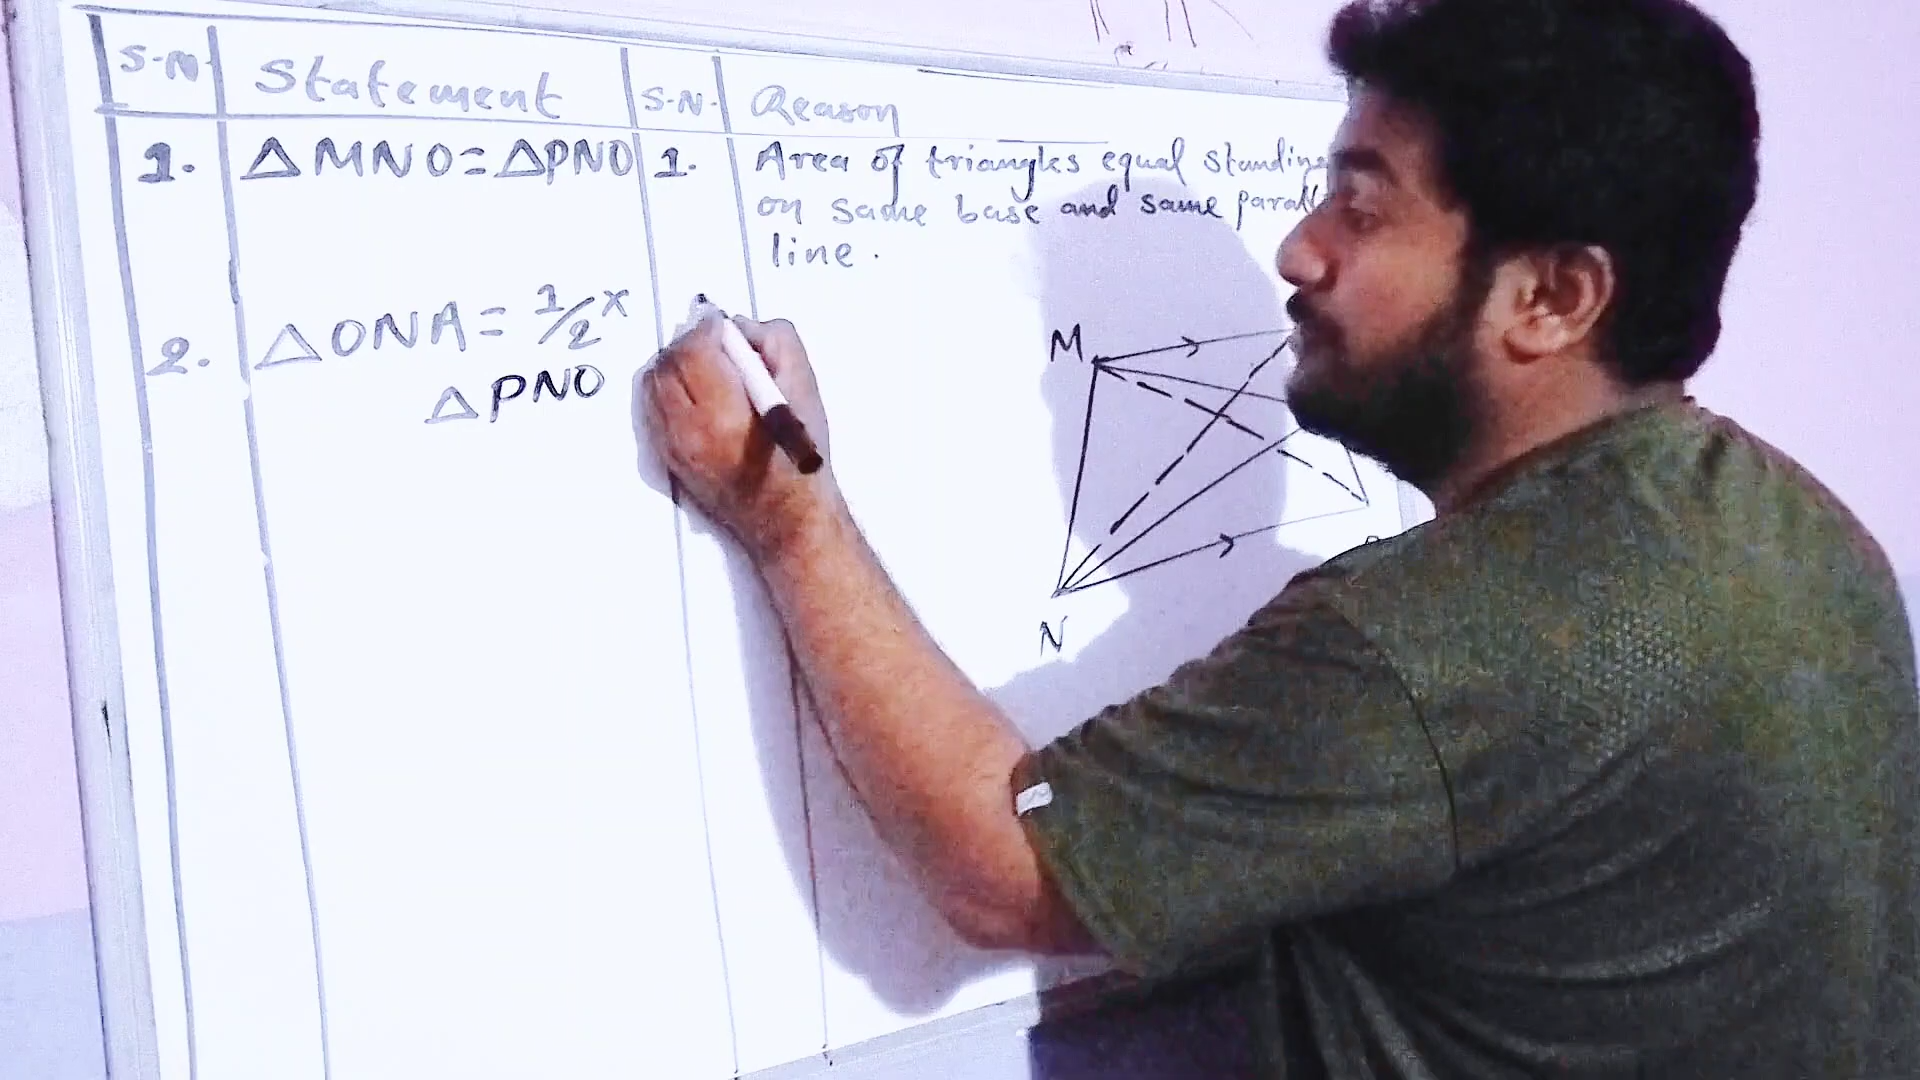 S.N. Statement S.N. Reason
1. △MNO=△PNO 1. Area of triangles equal standing
on same base and same
line.
2. △ONA= 1/2 ×
△PNO
M
N